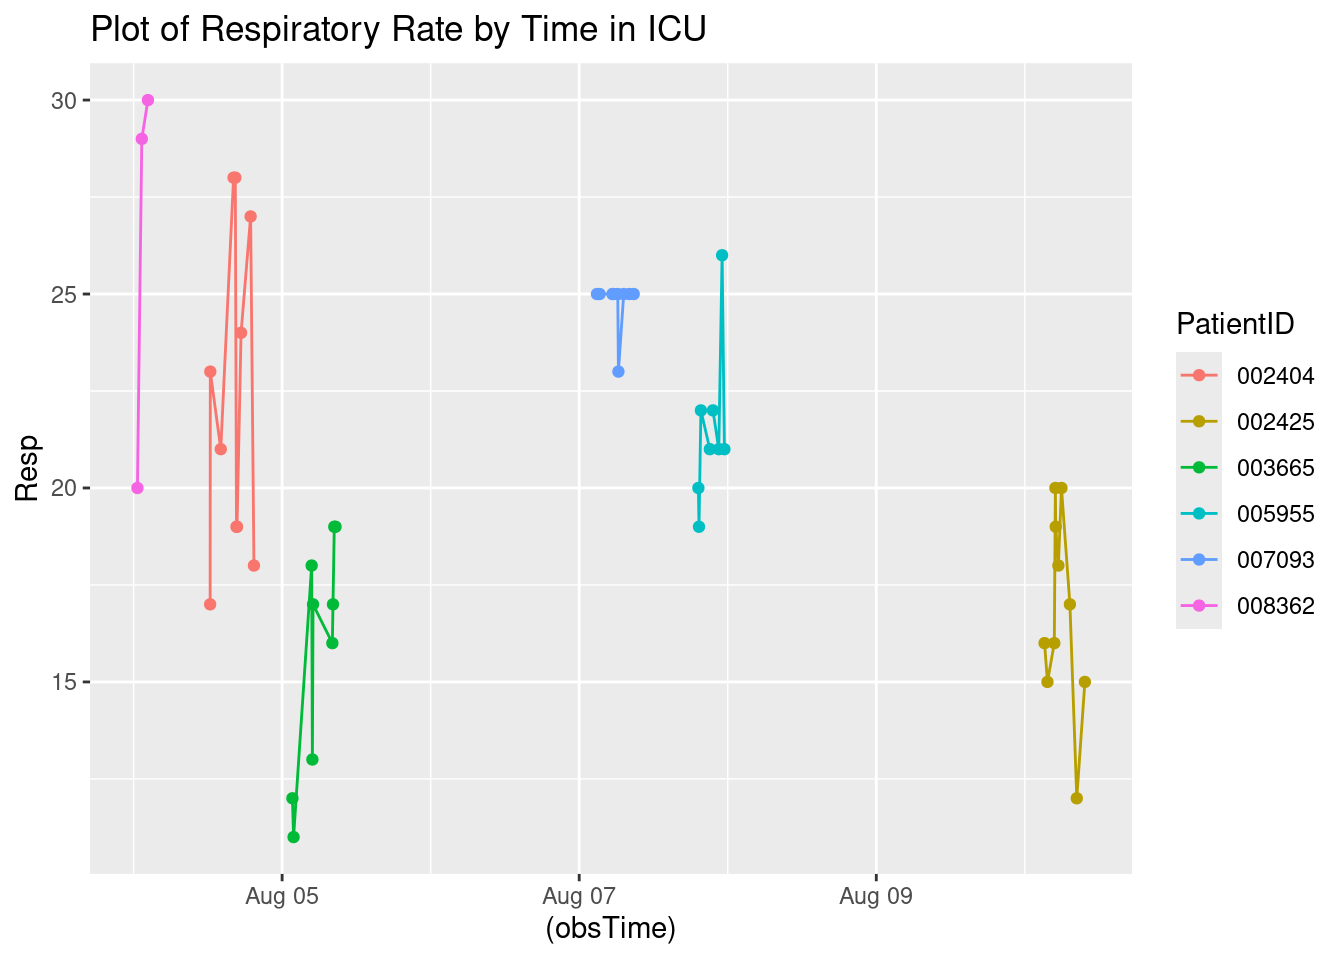 Plot of Respiratory Rate by Time in ICU
30
25
20
15
Resp
Aug 05
Aug 07
Aug 09
(obsTime)
PatientID
002404
002425
003665
005955
007093
008362